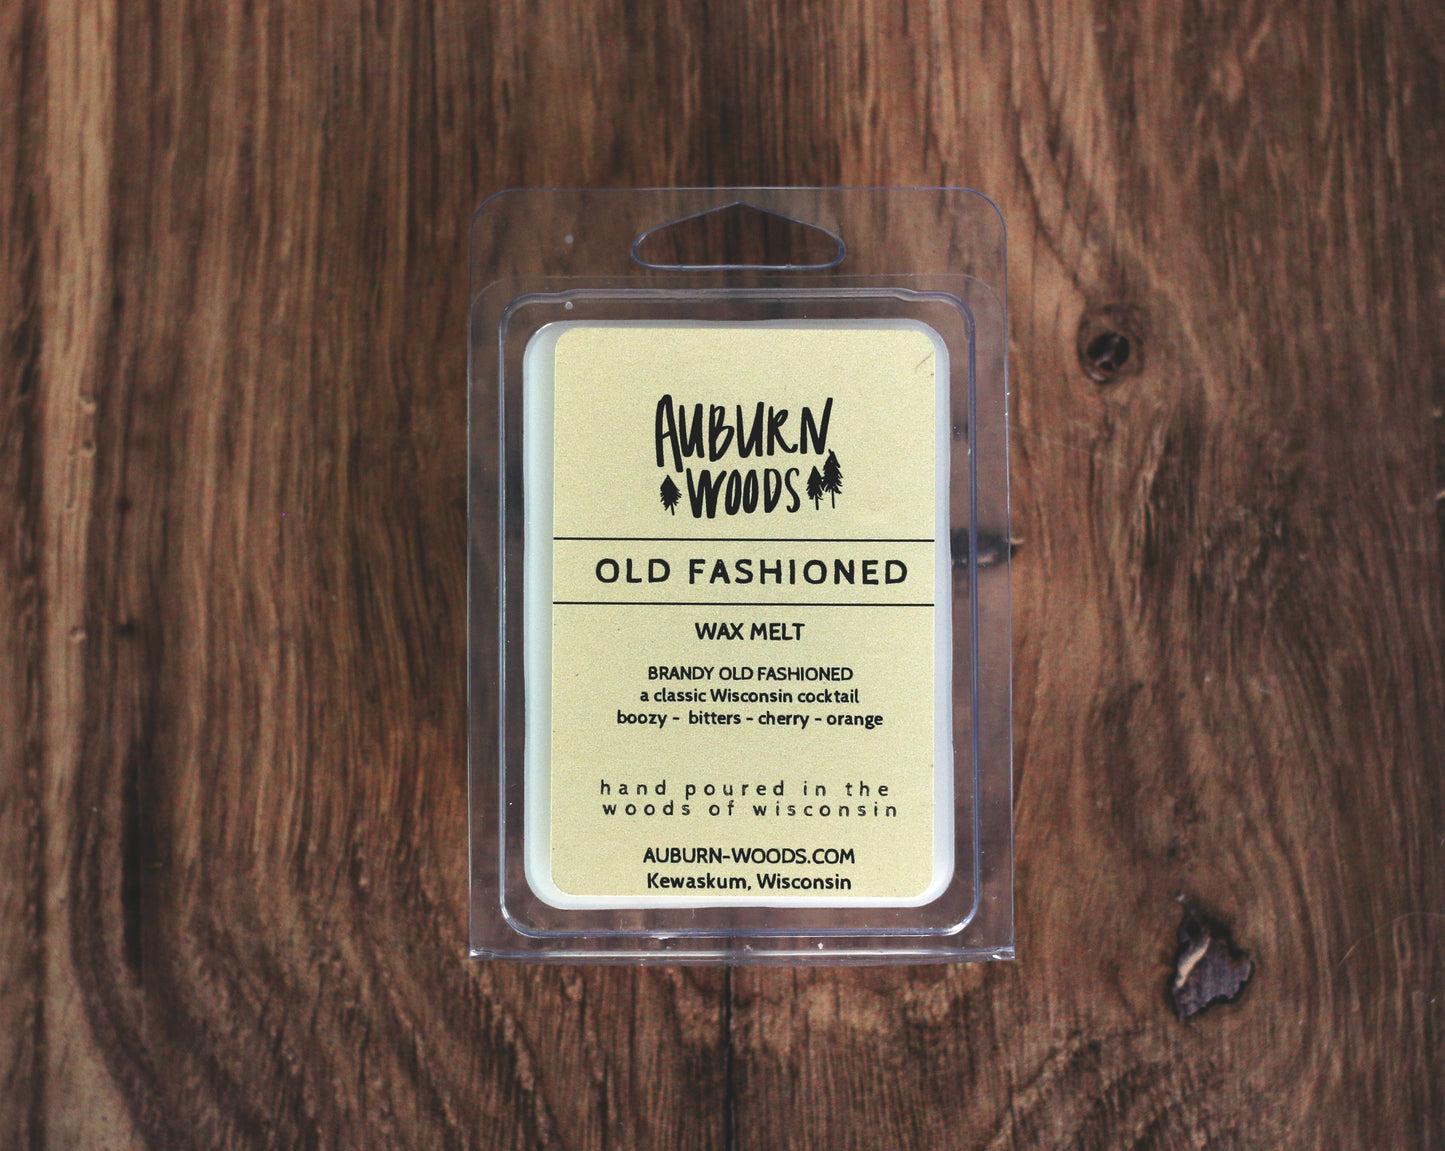 AUBURN
WOODS
OLD FASHIONED
WAX MELT
BRANDY OLD FASHIONED
a classic Wisconsin cocktail
boozy - bitters - cherry - orange
hand poured in the
woods of wisconsin
AUBURN-WOODS.COM
Kewaskum, Wisconsin